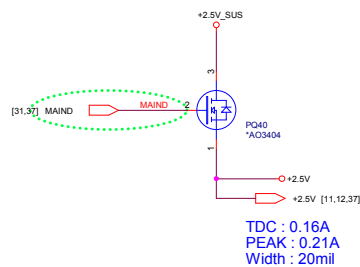 +2.5V_SUS
3
[31,37] MAIND
MAIND
2
PQ40
*AO3404
1
+2.5V
+2.5V [11,12,37]
TDC : 0.16A
PEAK : 0.21A
Width : 20mil